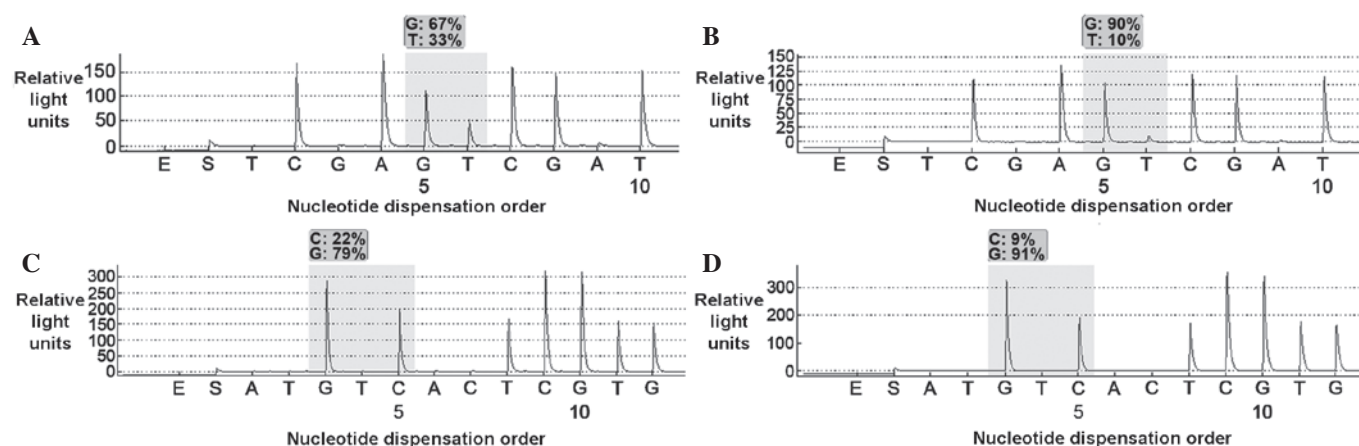 A
G: 67%
T: 33%
Relative
light
units
150
100
50
0
E S T C G A G T C G A T
5 10
Nucleotide dispensation order
B
G: 90%
T: 10%
Relative
light
units
150
125
100
75
50
25
0
E S T C G A G T C G A T
5 10
Nucleotide dispensation order
C
C: 22%
G: 79%
Relative
light
units
300
250
200
150
100
50
0
E S A T G T C A C T C G T G
5 10
Nucleotide dispensation order
D
C: 9%
G: 91%
Relative
light
units
300
200
100
0
E S A T G T C A C T C G T G
5 10
Nucleotide dispensation order